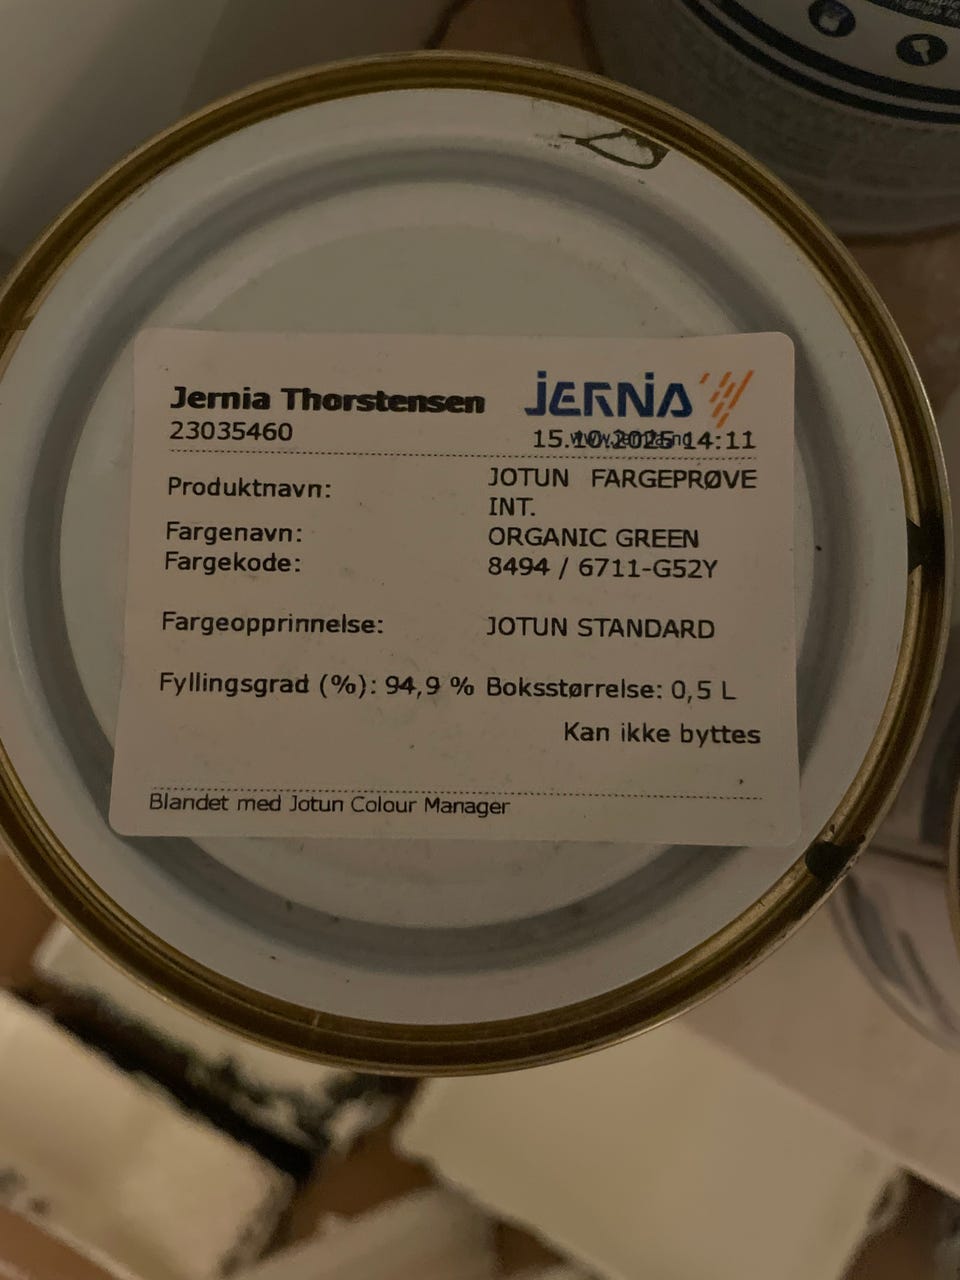 Jernia Thorstensen
JERNIA
23035460
15.10.2025 14:11
Produktnavn: JOTUN FARGEPRØVE
INT.
Fargenavn: ORGANIC GREEN
Fargekode: 8494 / 6711-G52Y
Fargeopprinnelse: JOTUN STANDARD
Fyllingsgrad (%): 94,9 % Boksstørrelse: 0,5 L
Kan ikke byttes
Blandet med Jotun Colour Manager